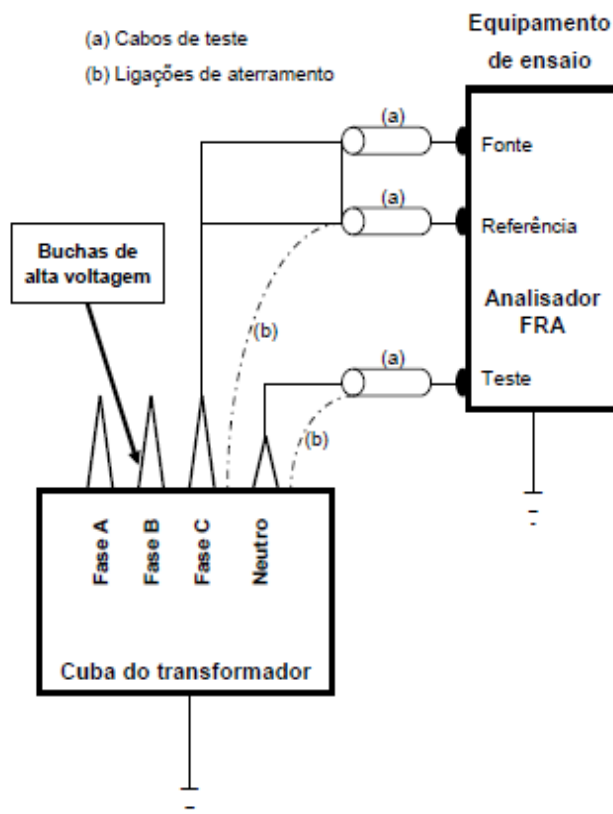 (a) Cabos de teste
(b) Ligações de aterramento
Equipamento
de ensaio
(a)
Fonte
(a)
Referência
Buchas de
alta voltagem
Analisador
FRA
(b)
(a)
Teste
(b)
Fase A
Fase B
Fase C
Neutro
Cuba do transformador